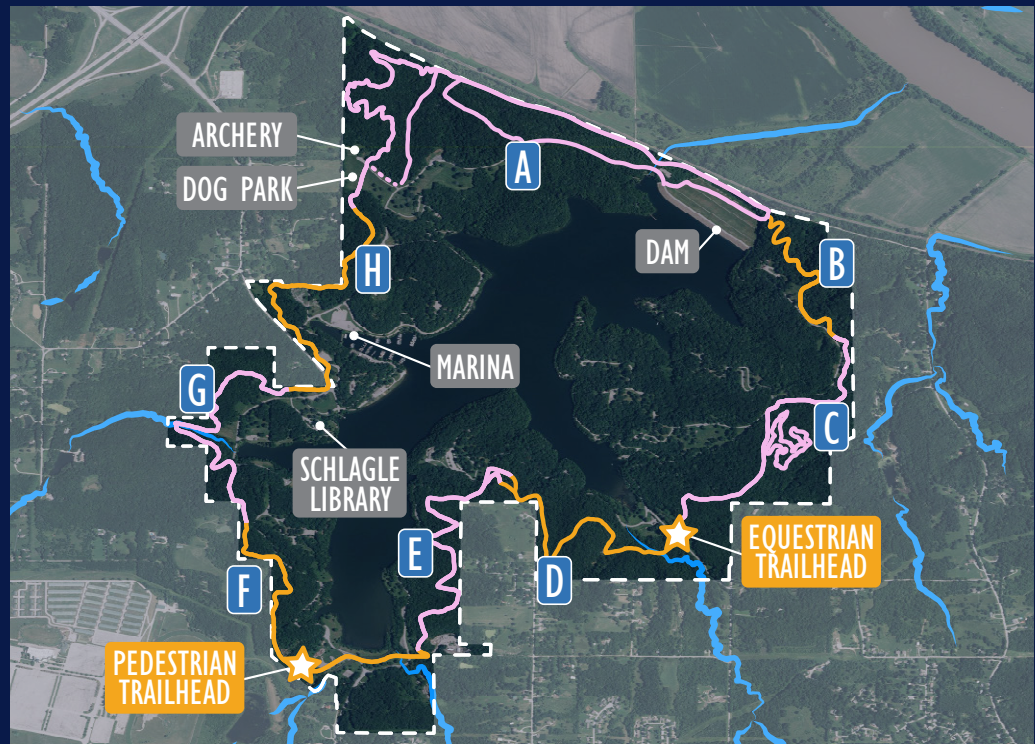 ARCHERY
DOG PARK
A
DAM
B
H
MARINA
G
C
SCHLAGLE
LIBRARY
EQUESTRIAN
TRAILHEAD
E
D
F
PEDESTRIAN
TRAILHEAD